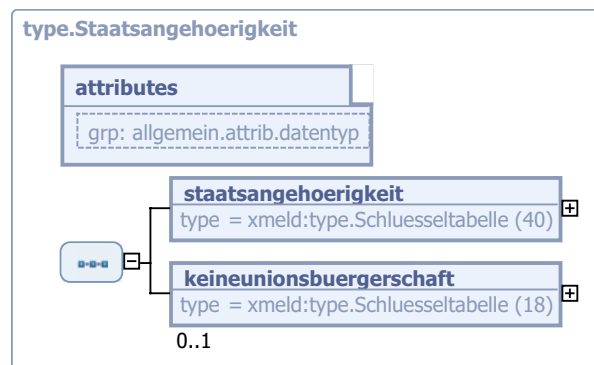 type.Staatsangehoerigkeit
attributes
grp: allgemein.attrib.datentyp
staatsangehoerigkeit
type = xmeld:type.Schluesseltabelle (40)
keineunionsbuergerschaft
type = xmeld:type.Schluesseltabelle (18)
0..1